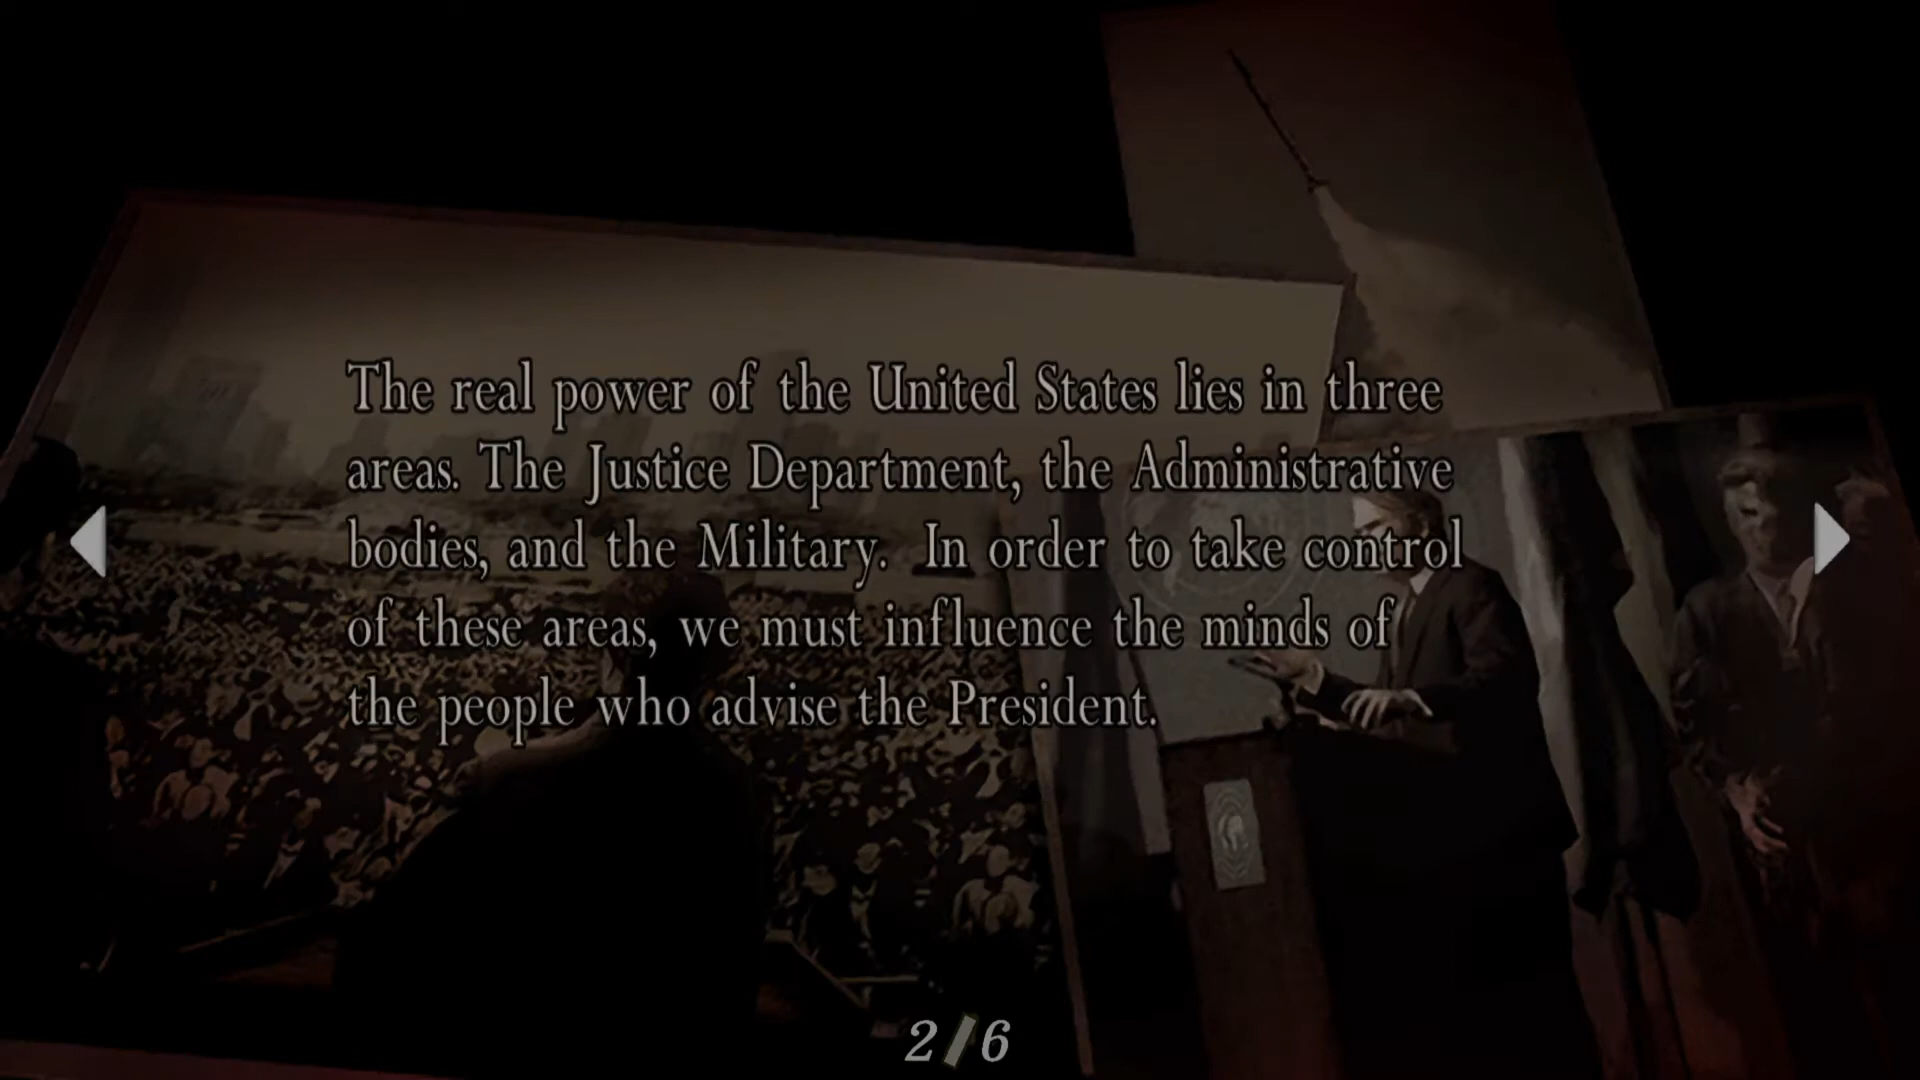 The real power of the United States lies in three
areas. The Justice Department, the Administrative
bodies, and the Military. In order to take control
of these areas, we must influence the minds of
the people who advise the President.
2/6